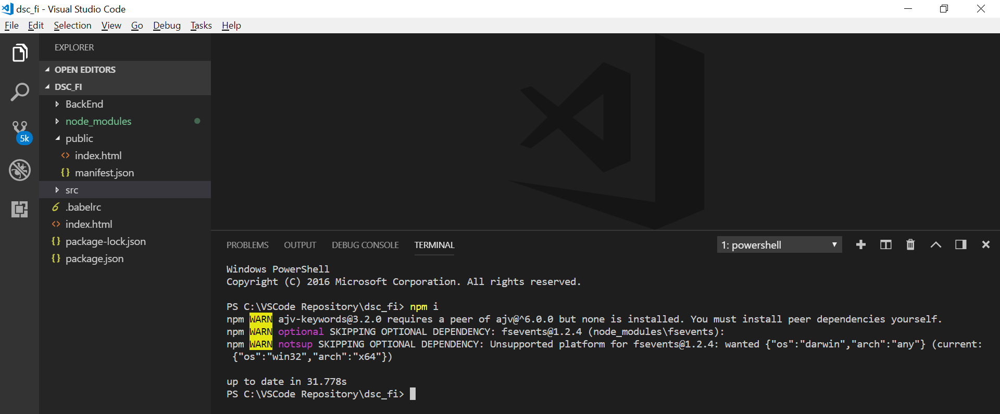 dsc_fi - Visual Studio Code
File Edit Selection View Go Debug Tasks Help
EXPLORER
OPEN EDITORS
DSC_FI
BackEnd
node_modules
5k
public
<> index.html
{} manifest.json
src
6 .babelrc
<> index.html
{} package-lock.json
{} package.json
PROBLEMS OUTPUT DEBUG CONSOLE TERMINAL 1: powershell
Windows PowerShell
Copyright (C) 2016 Microsoft Corporation. All rights reserved.
PS C:\VSCode Repository\dsc_fi> npm i
npm WARN ajv-keywords@3.2.0 requires a peer of ajv@^6.0.0 but none is installed. You must install peer dependencies yourself.
npm WARN optional SKIPPING OPTIONAL DEPENDENCY: fsevents@1.2.4 (node_modules\fsevents):
npm WARN notsup SKIPPING OPTIONAL DEPENDENCY: Unsupported platform for fsevents@1.2.4: wanted {"os":"darwin","arch":"any"} (current:
{"os":"win32","arch":"x64"})
up to date in 31.778s
PS C:\VSCode Repository\dsc_fi>